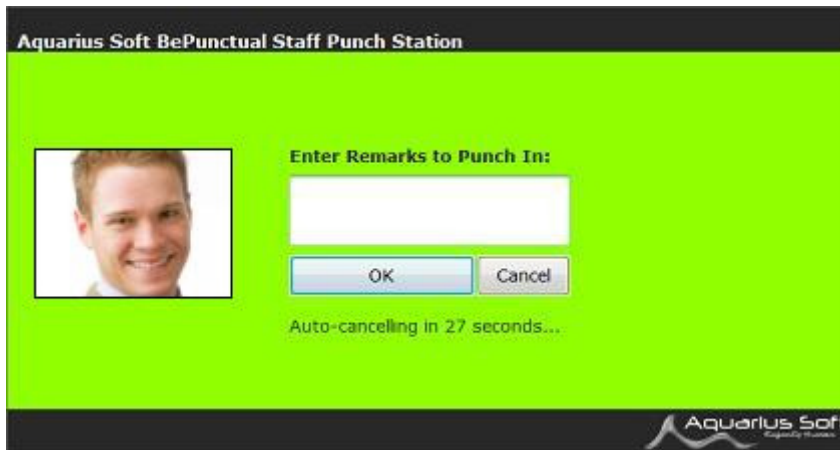 Aquarius Soft BePunctual Staff Punch Station
Enter Remarks to Punch In:
OK
Cancel
Auto-cancelling in 27 seconds...
Aquarius Sof